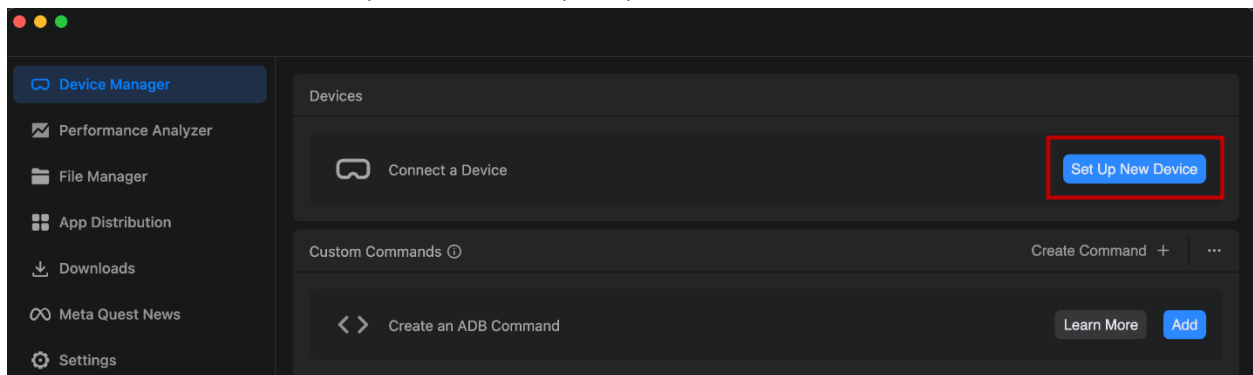 Device Manager
Performance Analyzer
File Manager
App Distribution
Downloads
Meta Quest News
Settings
Devices
Connect a Device
Set Up New Device
Custom Commands
Create Command +
...
Create an ADB Command
Learn More
Add